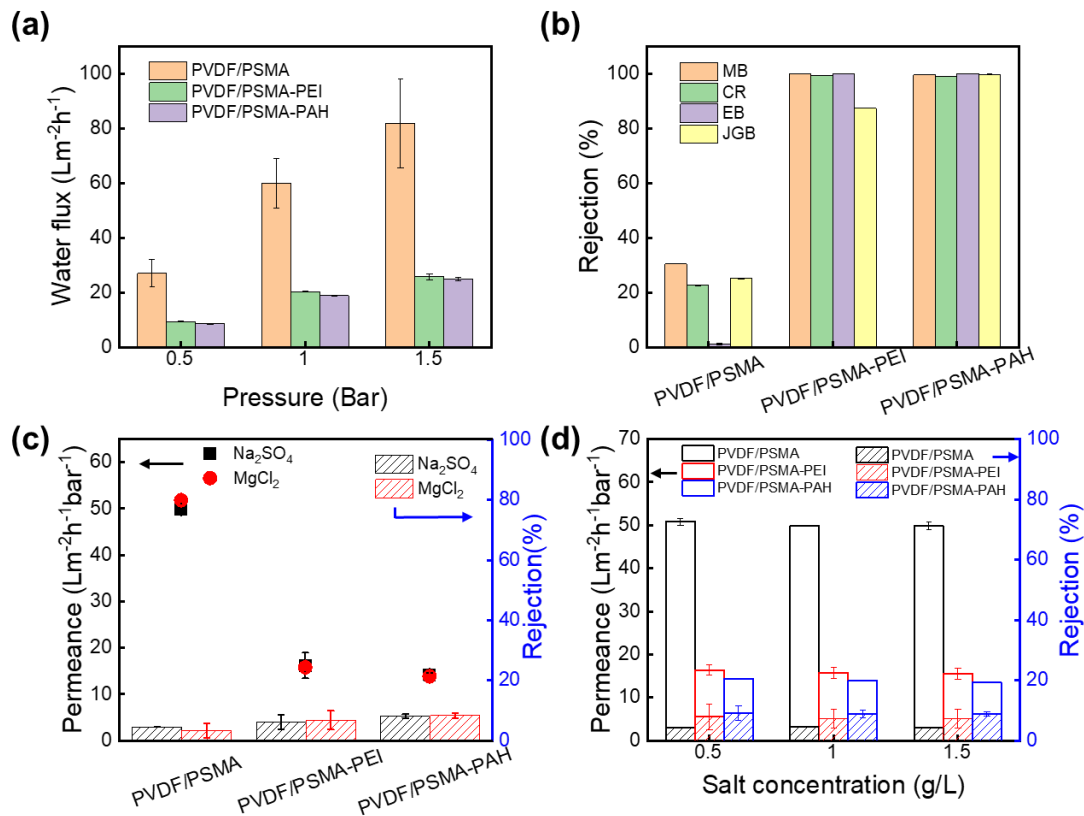 (a)
Water flux (Lm⁻²h⁻¹)
100
80
60
40
20
0
PVDF/PSMA
PVDF/PSMA-PEI
PVDF/PSMA-PAH
0.5
1
1.5
Pressure (Bar)
(b)
Rejection (%)
100
80
60
40
20
0
MB
CR
EB
JGB
PVDF/PSMA
PVDF/PSMA-PEI
PVDF/PSMA-PAH
(c)
Permeance (Lm⁻²h⁻¹bar⁻¹)
60
50
40
30
20
10
0
Na₂SO₄
MgCl₂
Na₂SO₄
MgCl₂
100
80
60
40
20
0
Rejection(%)
PVDF/PSMA
PVDF/PSMA-PEI
PVDF/PSMA-PAH
(d)
Permeance (Lm⁻²h⁻¹bar⁻¹)
70
60
50
40
30
20
10
0
PVDF/PSMA
PVDF/PSMA-PEI
PVDF/PSMA-PAH
PVDF/PSMA
PVDF/PSMA-PEI
PVDF/PSMA-PAH
100
80
60
40
20
0
Rejection (%)
0.5
1
1.5
Salt concentration (g/L)